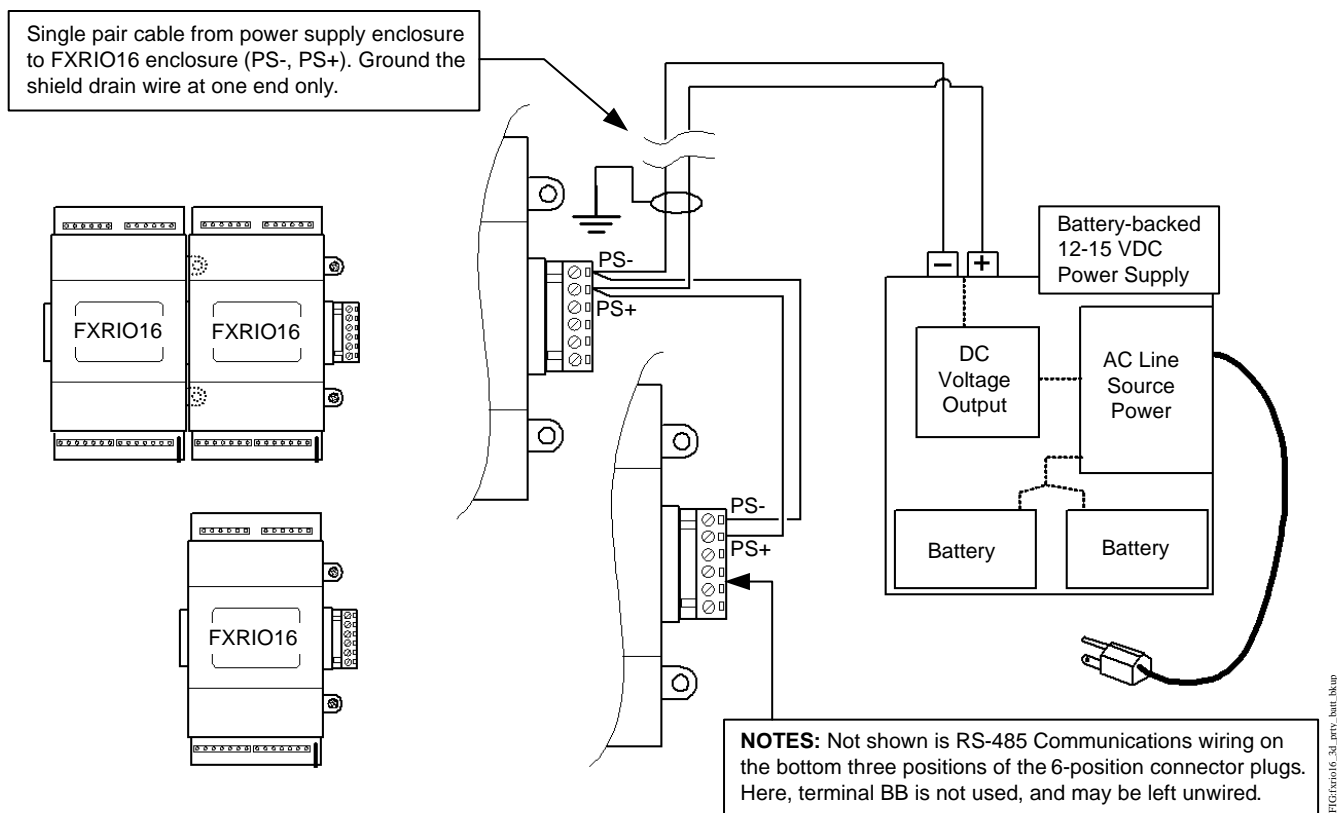 Single pair cable from power supply enclosure
to FXRIO16 enclosure (PS-, PS+). Ground the
shield drain wire at one end only.
Battery-backed
12-15 VDC
Power Supply
PS-
PS+
FXRIO16
FXRIO16
DC
Voltage
Output
AC Line
Source
Power
PS-
PS+
Battery
Battery
FXRIO16
NOTES: Not shown is RS-485 Communications wiring on
the bottom three positions of the 6-position connector plugs.
Here, terminal BB is not used, and may be left unwired.
FIG:fxrio16_3d_prty_batt_bkup